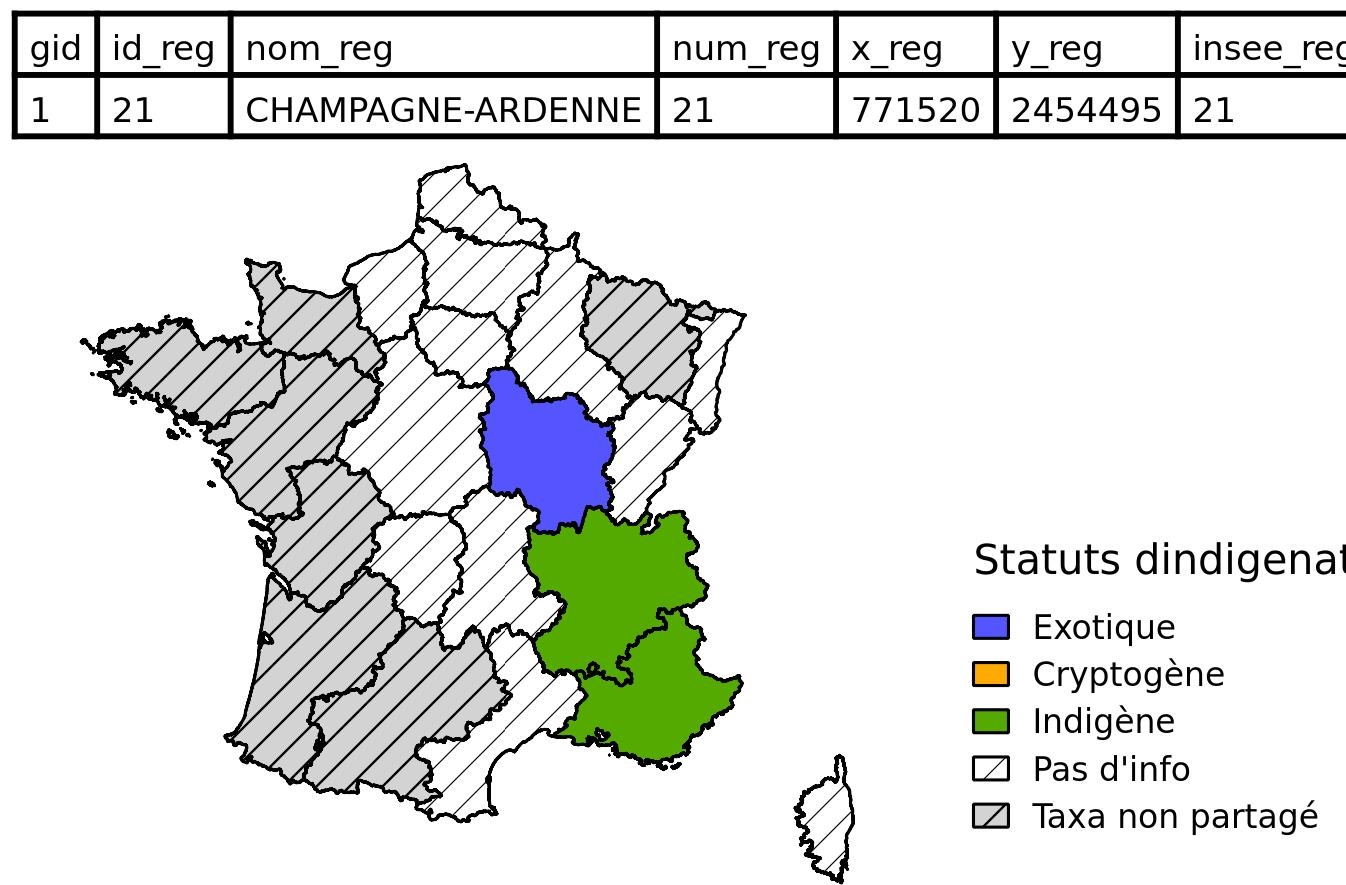 gid id_reg nom_reg num_reg x_reg y_reg insee_reg
1 21 CHAMPAGNE-ARDENNE 21 771520 2454495 21
Statuts dindigenat
Exotique
Cryptogène
Indigène
Pas d'info
Taxa non partagé